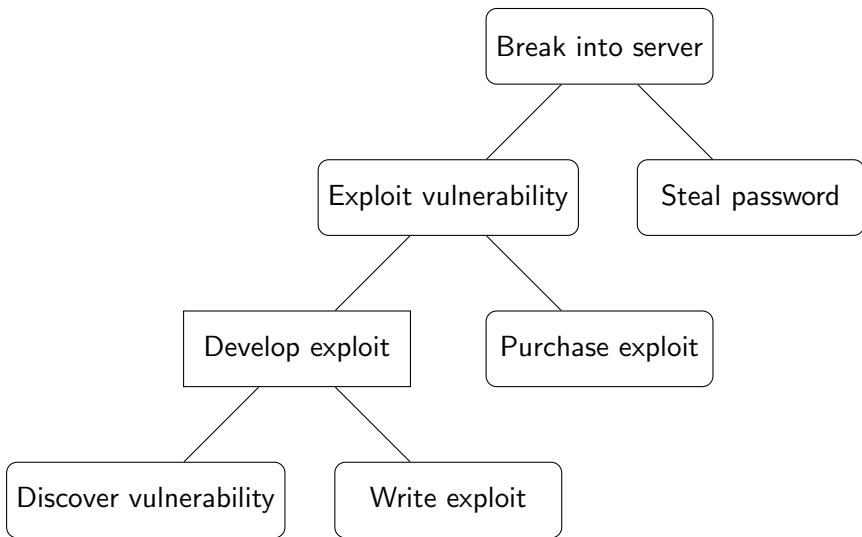 Break into server
Exploit vulnerability
Steal password
Develop exploit
Purchase exploit
Discover vulnerability
Write exploit